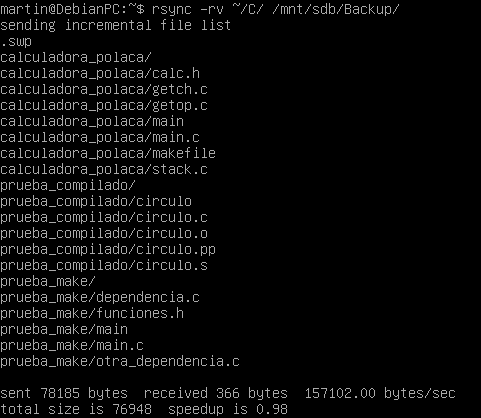 martin@DebianPC:~$ rsync -rv ~/C/ /mnt/sdb/Backup/
sending incremental file list
.swp
calculadora_polaca/
calculadora_polaca/calc.h
calculadora_polaca/getch.c
calculadora_polaca/getop.c
calculadora_polaca/main
calculadora_polaca/main.c
calculadora_polaca/makefile
calculadora_polaca/stack.c
prueba_compilado/
prueba_compilado/circulo
prueba_compilado/circulo.c
prueba_compilado/circulo.o
prueba_compilado/circulo.pp
prueba_compilado/circulo.s
prueba_make/
prueba_make/dependencia.c
prueba_make/funciones.h
prueba_make/main
prueba_make/main.c
prueba_make/otra_dependencia.c
sent 78185 bytes  received 366 bytes  157102.00 bytes/sec
total size is 76948  speedup is 0.98